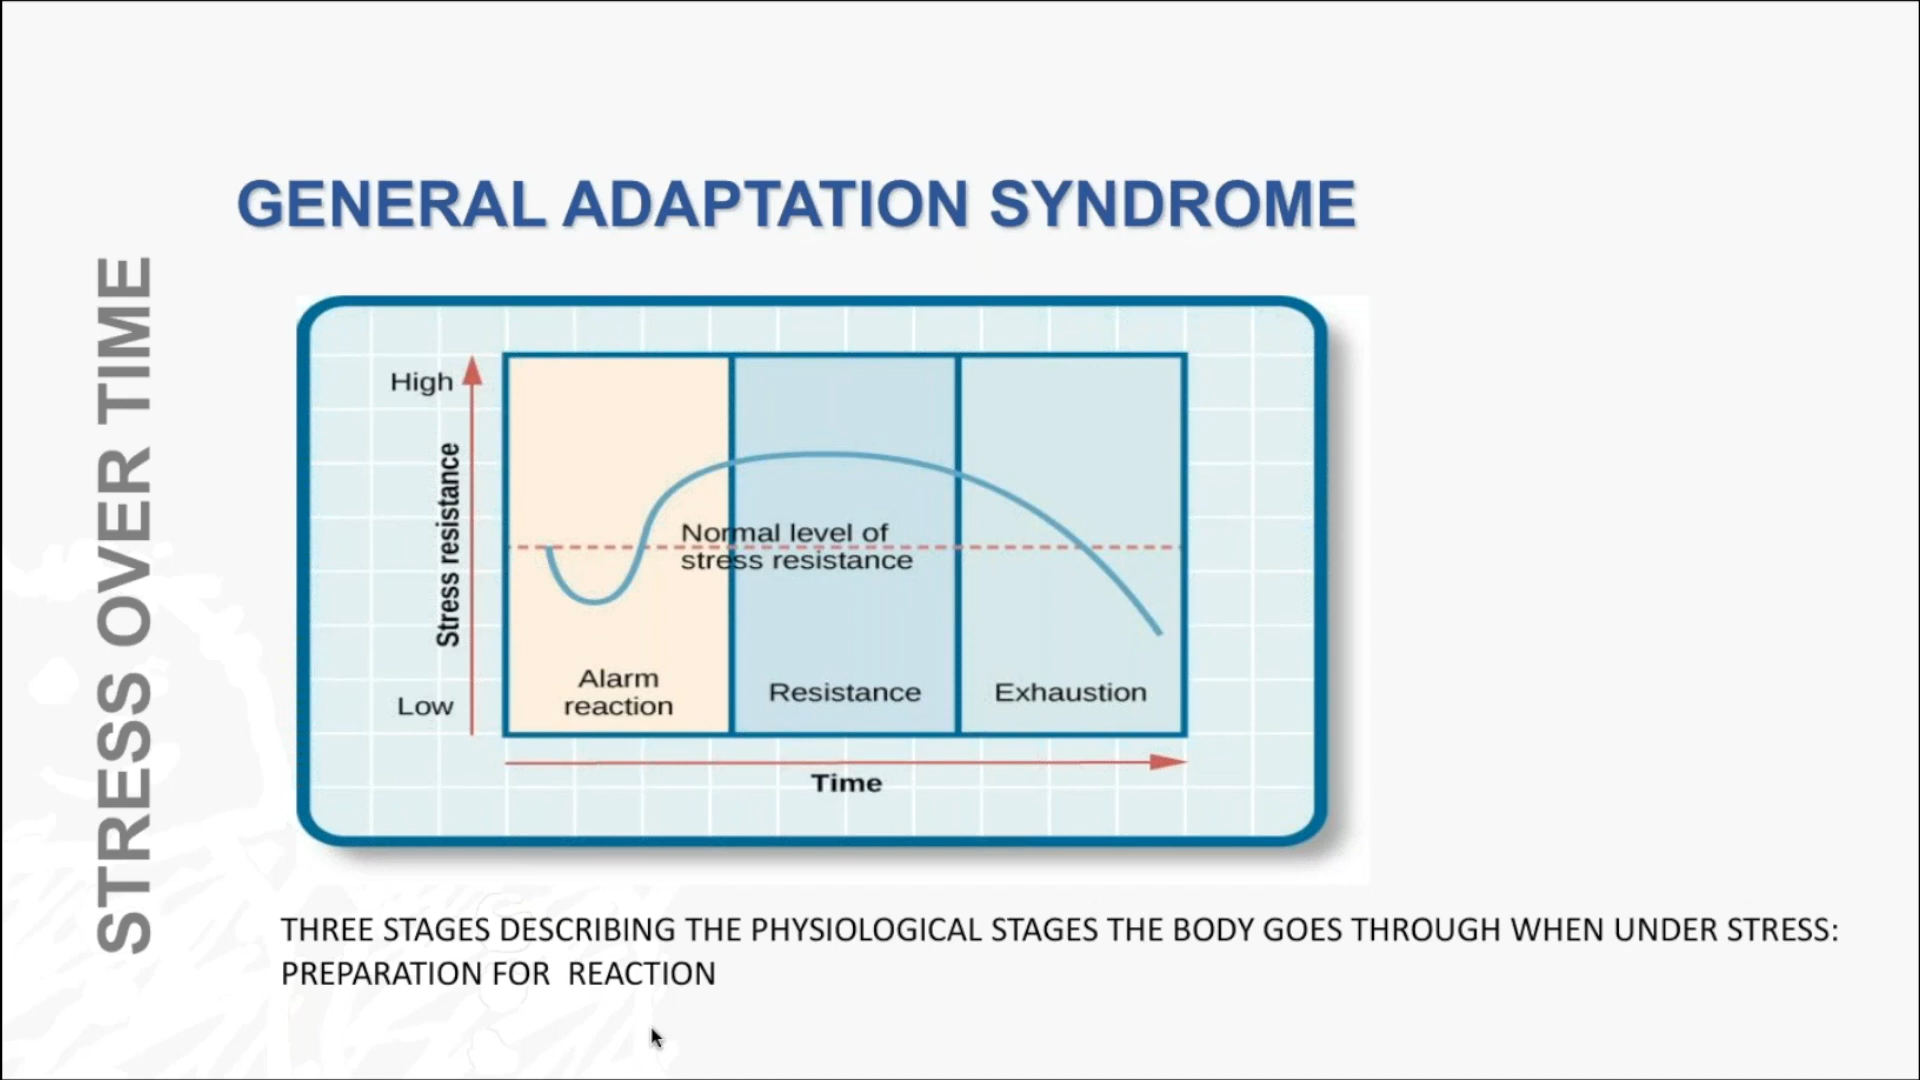 GENERAL ADAPTATION SYNDROME
STRESS OVER TIME
High
Stress resistance
Low
Normal level of
stress resistance
Alarm
reaction
Resistance
Exhaustion
Time
THREE STAGES DESCRIBING THE PHYSIOLOGICAL STAGES THE BODY GOES THROUGH WHEN UNDER STRESS:
PREPARATION FOR  REACTION